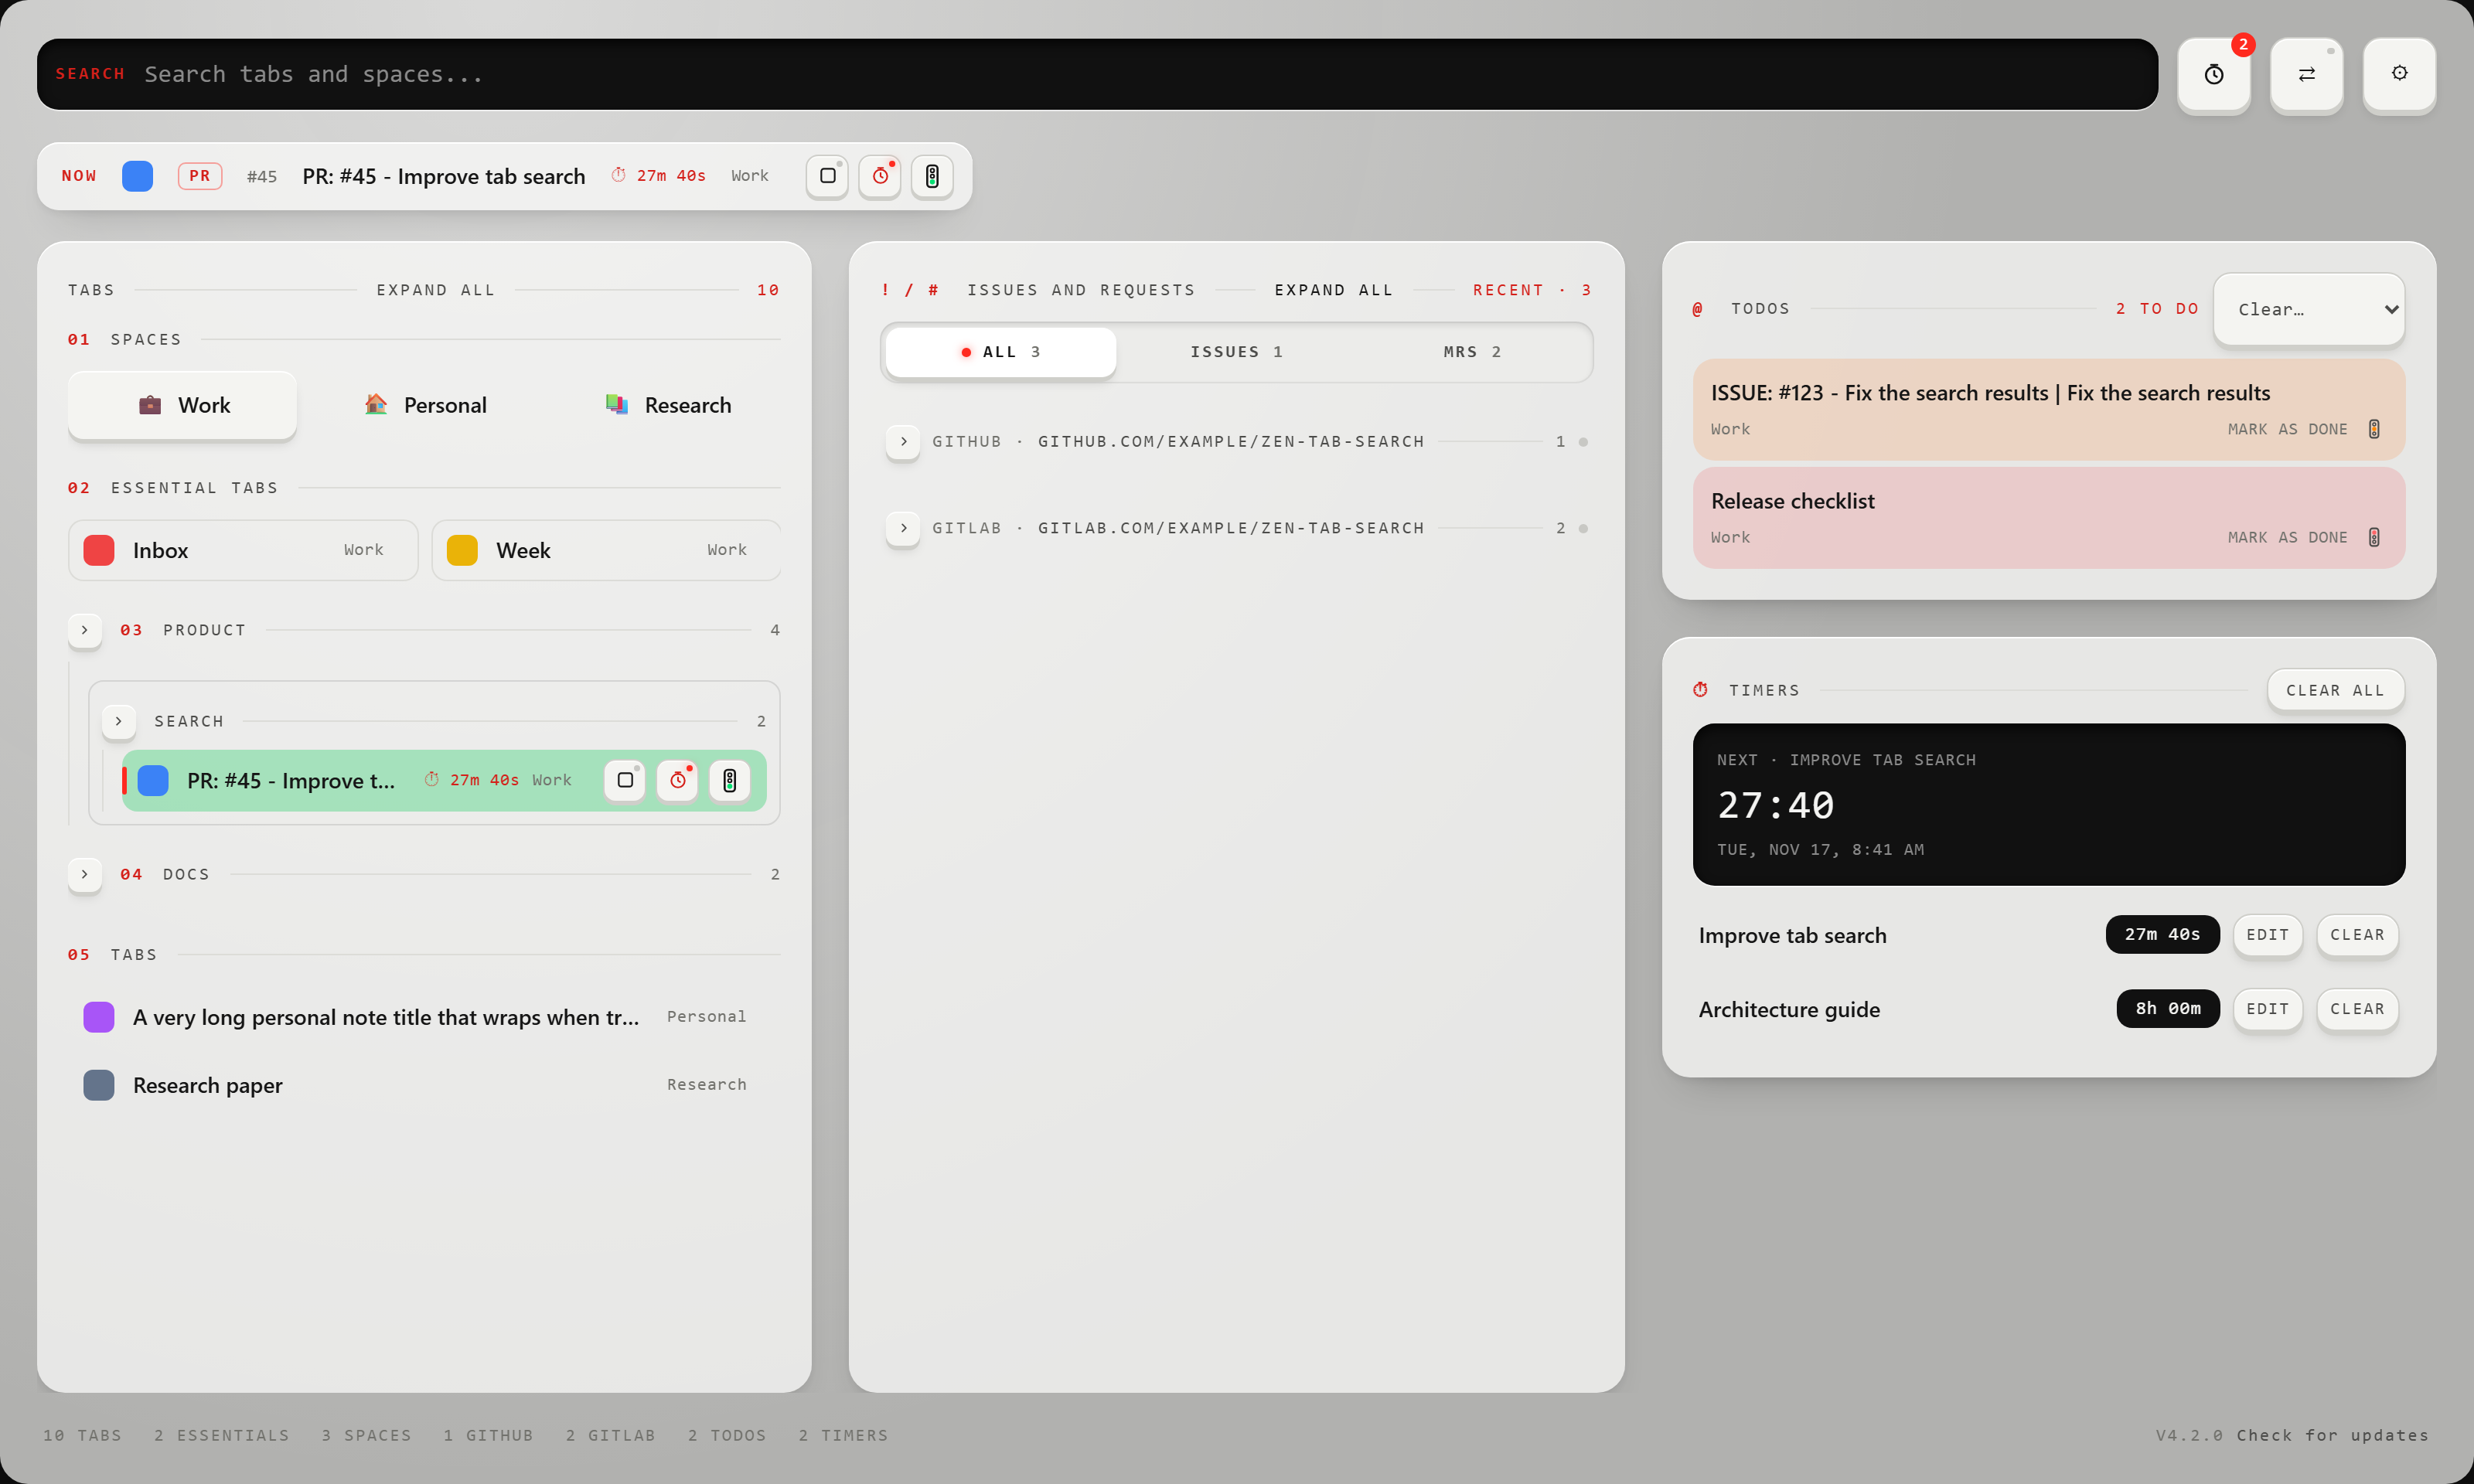 SEARCH Search tabs and spaces...
2
NOW PR #45 PR: #45 - Improve tab search 27m 40s Work
TABS EXPAND ALL 10
01 SPACES
Work Personal Research
02 ESSENTIAL TABS
Inbox Work Week Work
03 PRODUCT 4
SEARCH 2
PR: #45 - Improve t... 27m 40s Work
04 DOCS 2
05 TABS
A very long personal note title that wraps when tr... Personal
Research paper Research
! / # ISSUES AND REQUESTS EXPAND ALL RECENT · 3
ALL 3 ISSUES 1 MRS 2
GITHUB · GITHUB.COM/EXAMPLE/ZEN-TAB-SEARCH 1
GITLAB · GITLAB.COM/EXAMPLE/ZEN-TAB-SEARCH 2
@ TODOS 2 TO DO Clear…
ISSUE: #123 - Fix the search results | Fix the search results
Work MARK AS DONE
Release checklist
Work MARK AS DONE
TIMERS CLEAR ALL
NEXT · IMPROVE TAB SEARCH
27:40
TUE, NOV 17, 8:41 AM
Improve tab search 27m 40s EDIT CLEAR
Architecture guide 8h 00m EDIT CLEAR
10 TABS 2 ESSENTIALS 3 SPACES 1 GITHUB 2 GITLAB 2 TODOS 2 TIMERS
V4.2.0 Check for updates